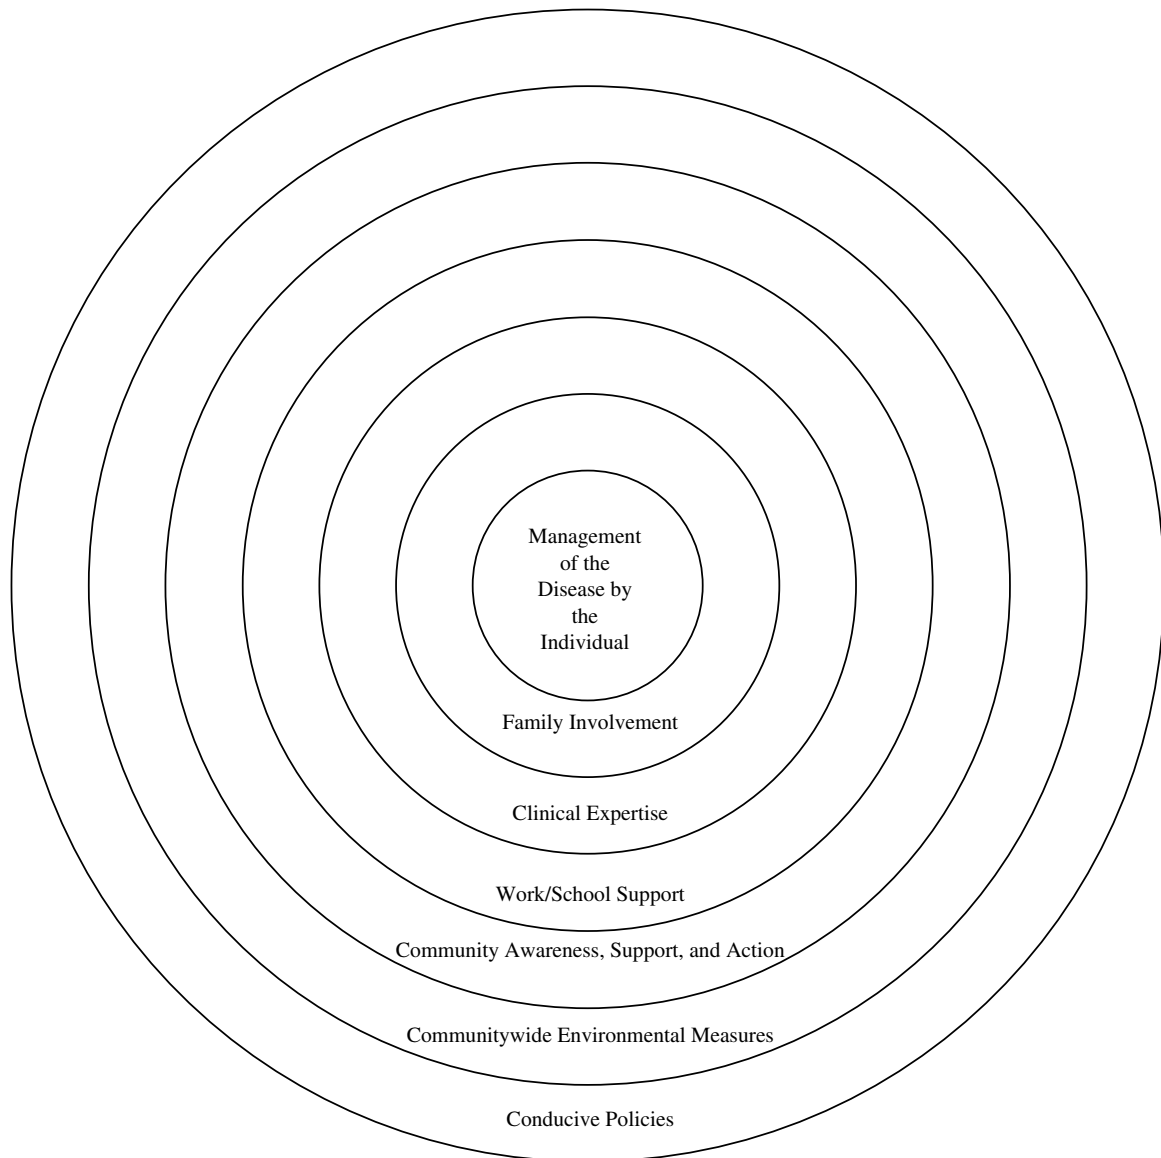 Management
of the
Disease by
the
Individual
Family Involvement
Clinical Expertise
Work/School Support
Community Awareness, Support, and Action
Communitywide Environmental Measures
Conducive Policies